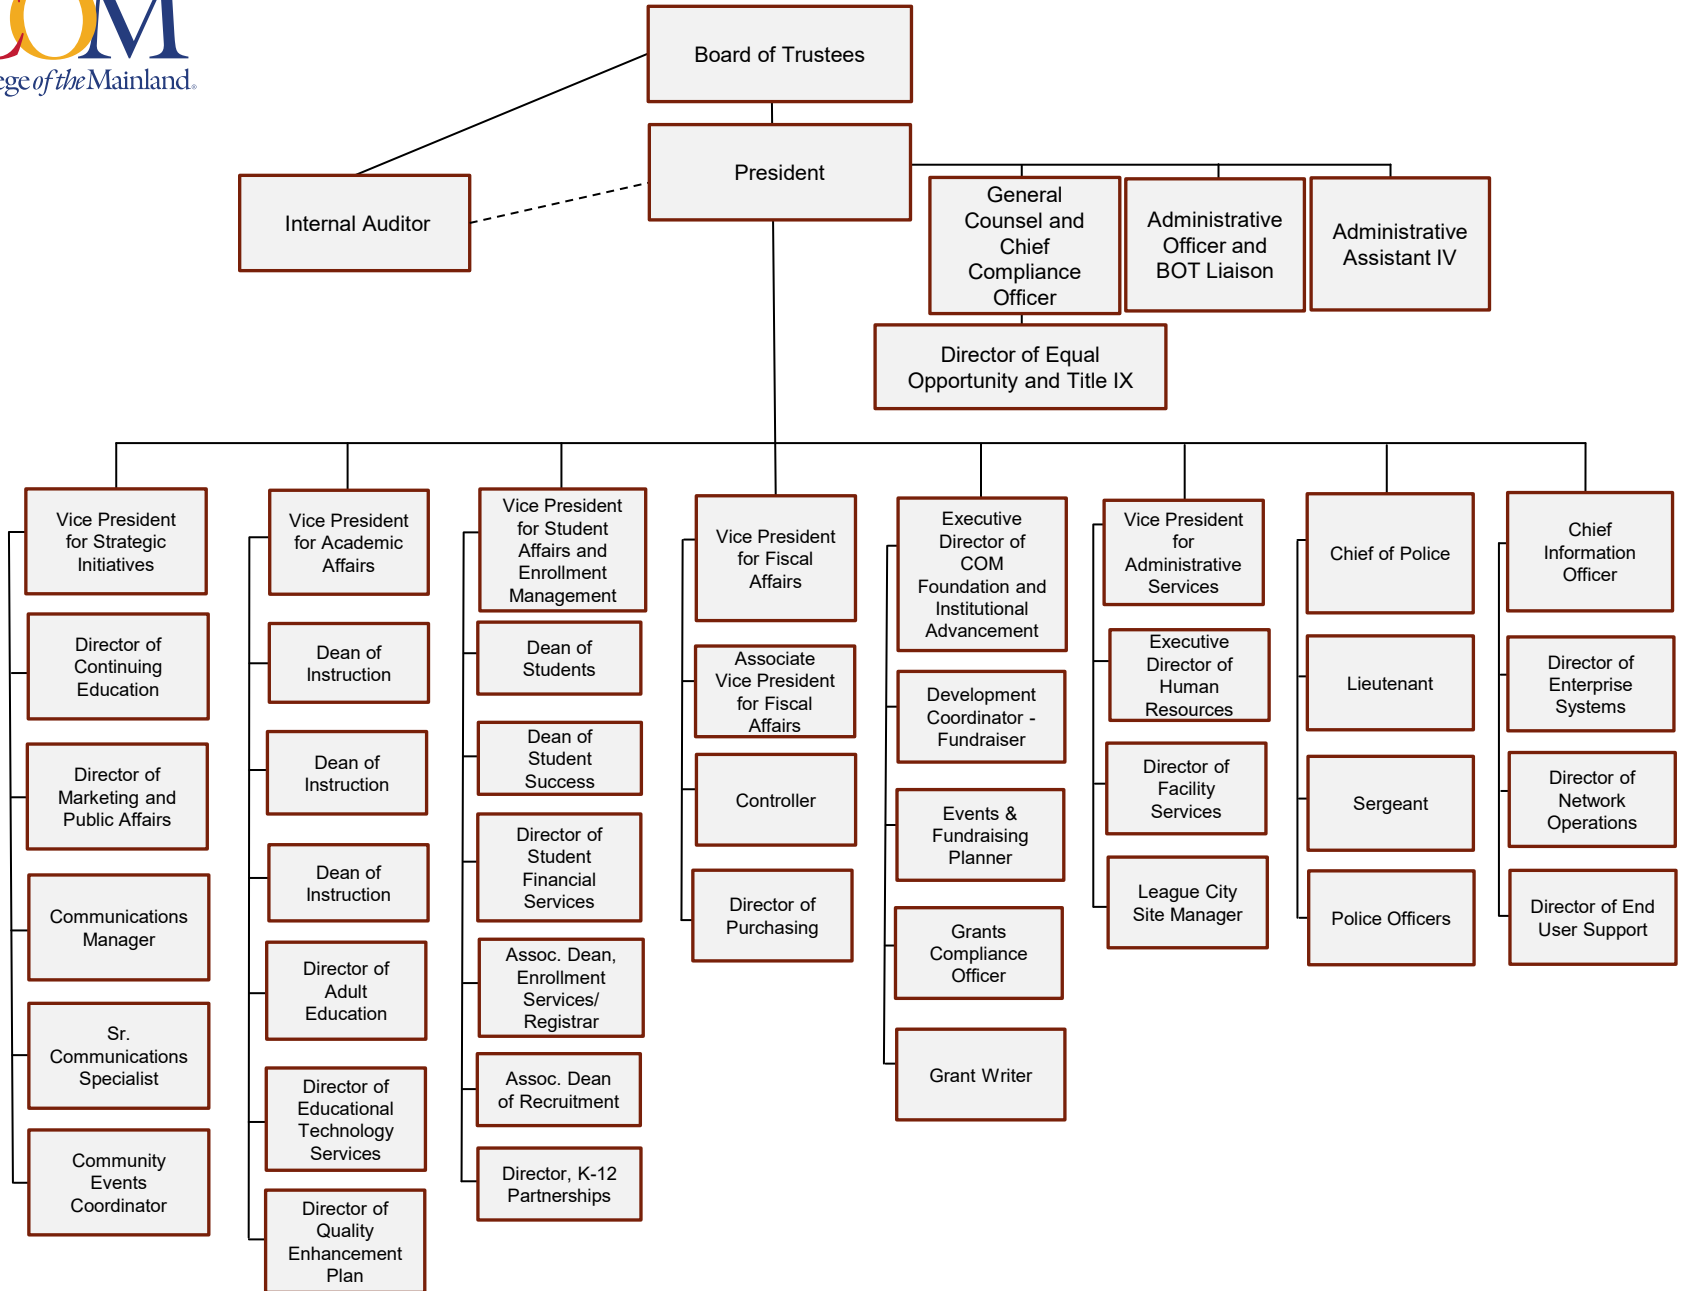 COM
ege of the Mainland
Board of Trustees
President
Internal Auditor
General
Counsel and
Chief
Compliance
Officer
Administrative
Officer and
BOT Liaison
Administrative
Assistant IV
Director of Equal
Opportunity and Title IX
Vice President
for Strategic
Initiatives
Director of
Continuing
Education
Director of
Marketing and
Public Affairs
Communications
Manager
Sr.
Communications
Specialist
Community
Events
Coordinator
Vice President
for Academic
Affairs
Dean of
Instruction
Dean of
Instruction
Dean of
Instruction
Director of
Adult
Education
Director of
Educational
Technology
Services
Director of
Quality
Enhancement
Plan
Vice President
for Student
Affairs and
Enrollment
Management
Dean of
Students
Dean of
Student
Success
Director of
Student
Financial
Services
Assoc. Dean,
Enrollment
Services/
Registrar
Assoc. Dean
of Recruitment
Director, K-12
Partnerships
Vice President
for Fiscal
Affairs
Associate
Vice President
for Fiscal
Affairs
Controller
Director of
Purchasing
Executive
Director of
COM
Foundation and
Institutional
Advancement
Development
Coordinator -
Fundraiser
Events &
Fundraising
Planner
Grants
Compliance
Officer
Grant Writer
Vice President
for
Administrative
Services
Executive
Director of
Human
Resources
Director of
Facility
Services
League City
Site Manager
Chief of Police
Lieutenant
Sergeant
Police Officers
Chief
Information
Officer
Director of
Enterprise
Systems
Director of
Network
Operations
Director of End
User Support